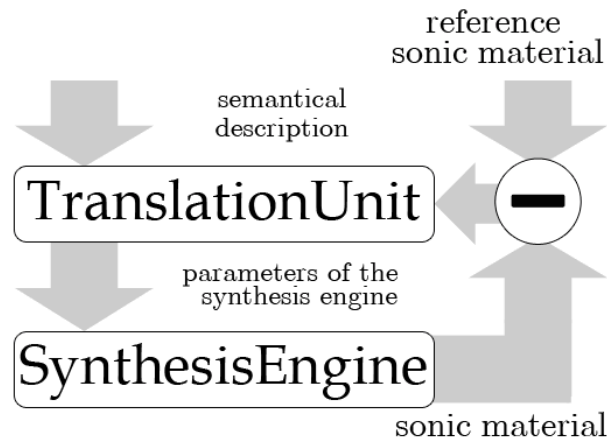 reference
sonic material
semantical
description
TranslationUnit
parameters of the
synthesis engine
SynthesisEngine
sonic material